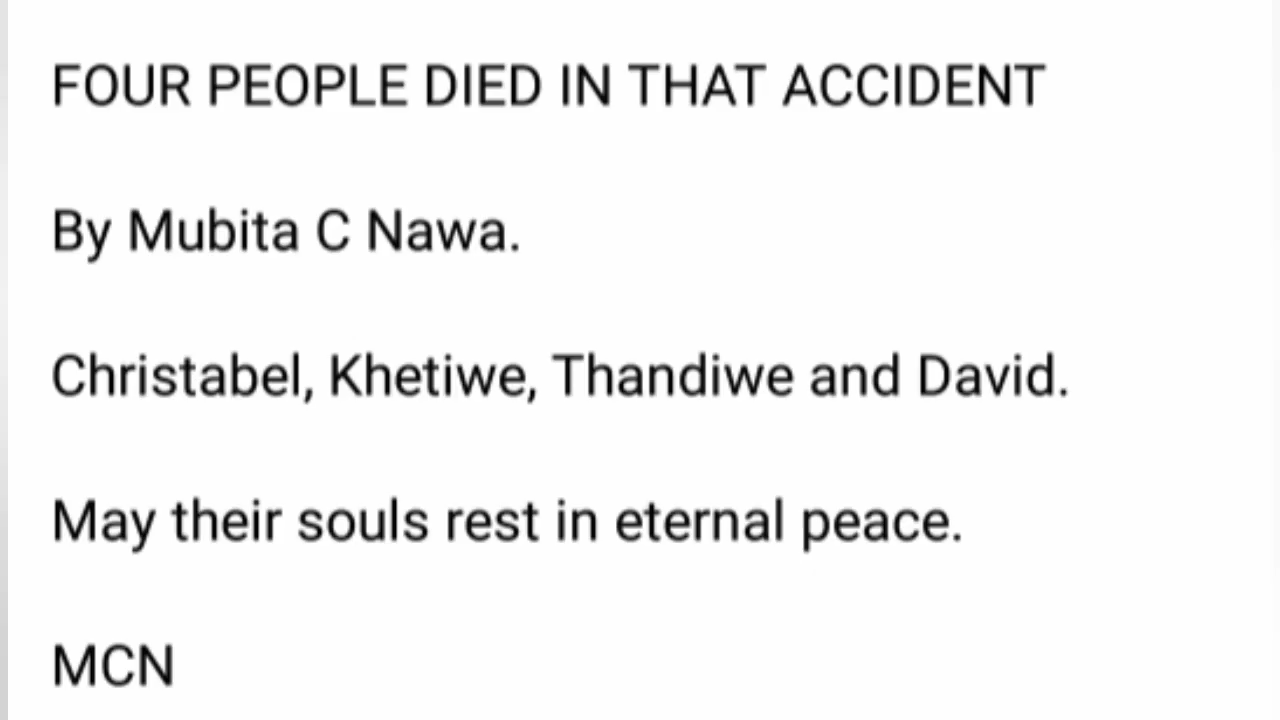 FOUR PEOPLE DIED IN THAT ACCIDENT
By Mubita C Nawa.
Christabel, Khetiwe, Thandiwe and David.
May their souls rest in eternal peace.
MCN